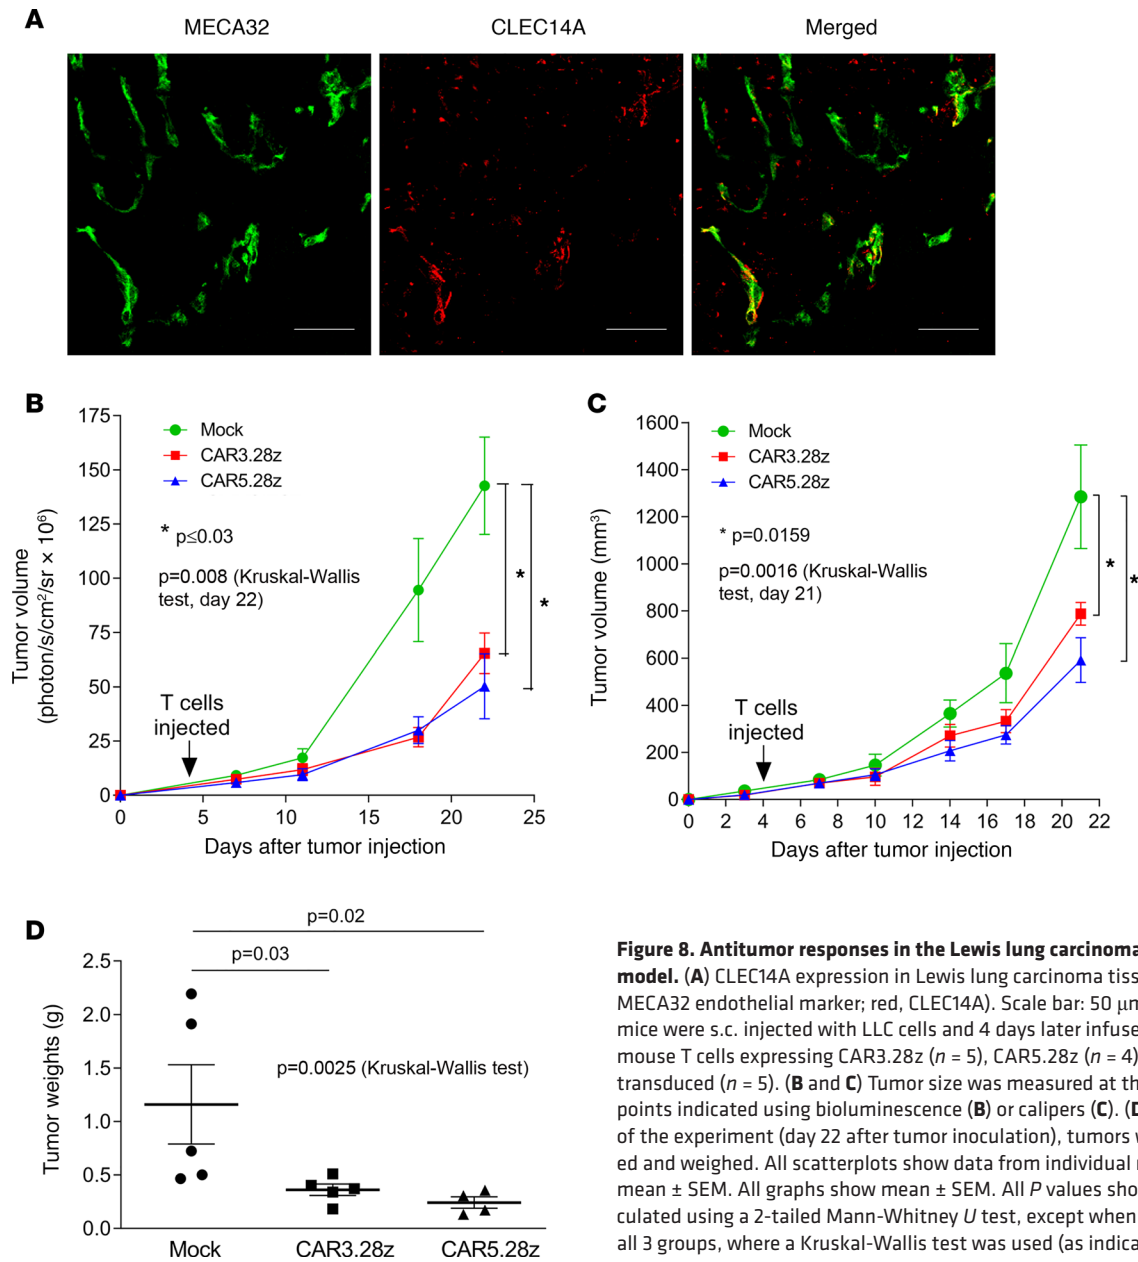 A
MECA32
CLEC14A
Merged
B
175
150
125
100
75
50
25
0
0
5
10
15
20
25
Tumor volume
(photon/s/cm²/sr × 10⁶)
Days after tumor injection
Mock
CAR3.28z
CAR5.28z
* p≤0.03
p=0.008 (Kruskal-Wallis
test, day 22)
T cells
injected
*
*
C
1600
1400
1200
1000
800
600
400
200
0
0
2
4
6
8
10
12
14
16
18
20
22
Tumor volume (mm³)
Days after tumor injection
Mock
CAR3.28z
CAR5.28z
* p=0.0159
p=0.0016 (Kruskal-Wallis
test, day 21)
T cells
injected
*
*
D
p=0.02
p=0.03
2.5
2.0
1.5
1.0
0.5
0.0
Tumor weights (g)
p=0.0025 (Kruskal-Wallis test)
Mock
CAR3.28z
CAR5.28z
Figure 8. Antitumor responses in the Lewis lung carcinoma
model. (A) CLEC14A expression in Lewis lung carcinoma tiss
MECA32 endothelial marker; red, CLEC14A). Scale bar: 50 μm
mice were s.c. injected with LLC cells and 4 days later infuse
mouse T cells expressing CAR3.28z (n = 5), CAR5.28z (n = 4)
transduced (n = 5). (B and C) Tumor size was measured at th
points indicated using bioluminescence (B) or calipers (C). (D
of the experiment (day 22 after tumor inoculation), tumors
ed and weighed. All scatterplots show data from individual
mean ± SEM. All graphs show mean ± SEM. All P values sho
culated using a 2-tailed Mann-Whitney U test, except when
all 3 groups, where a Kruskal-Wallis test was used (as indica